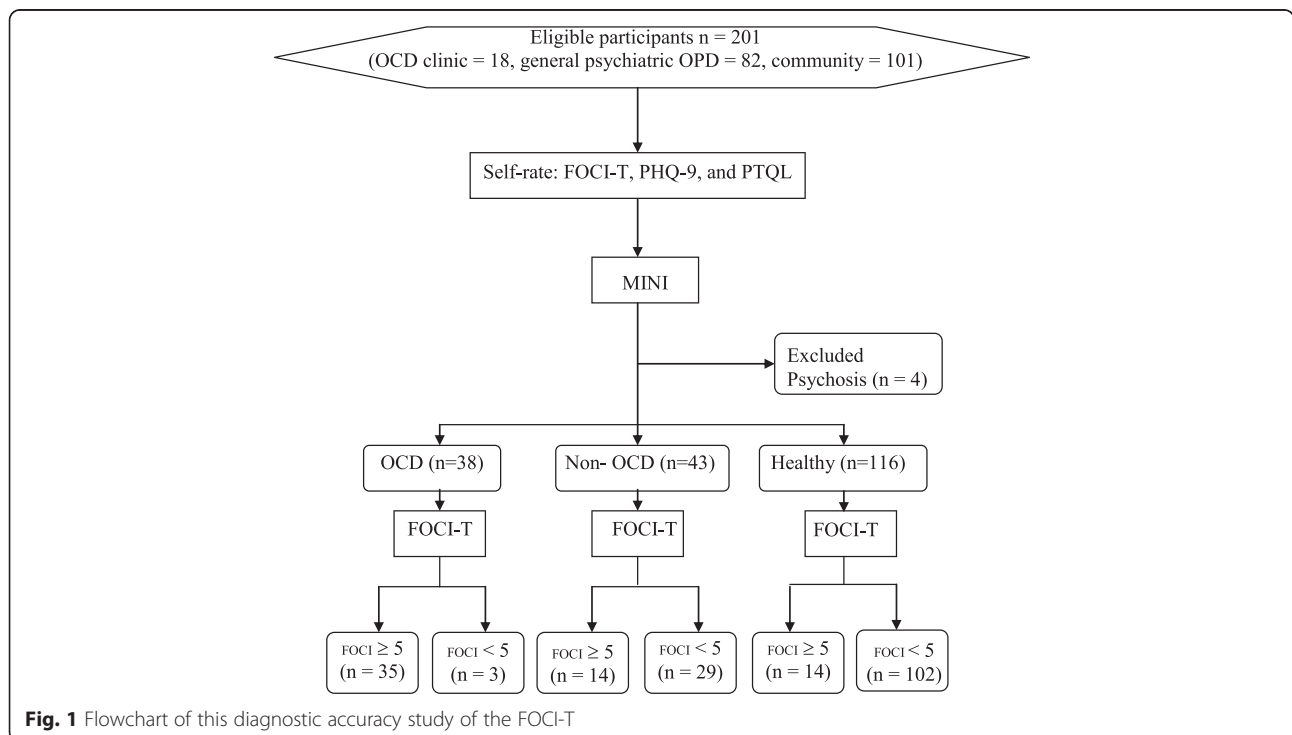 Eligible participants n = 201
(OCD clinic = 18, general psychiatric OPD = 82, community = 101)
Self-rate: FOCI-T, PHQ-9, and PTQL
MINI
Excluded
Psychosis (n = 4)
OCD (n=38)
Non- OCD (n=43)
Healthy (n=116)
FOCI-T
FOCI-T
FOCI-T
FOCI ≥ 5
(n = 35)
FOCI < 5
(n = 3)
FOCI ≥ 5
(n = 14)
FOCI < 5
(n = 29)
FOCI ≥ 5
(n = 14)
FOCI < 5
(n = 102)
Fig. 1 Flowchart of this diagnostic accuracy study of the FOCI-T